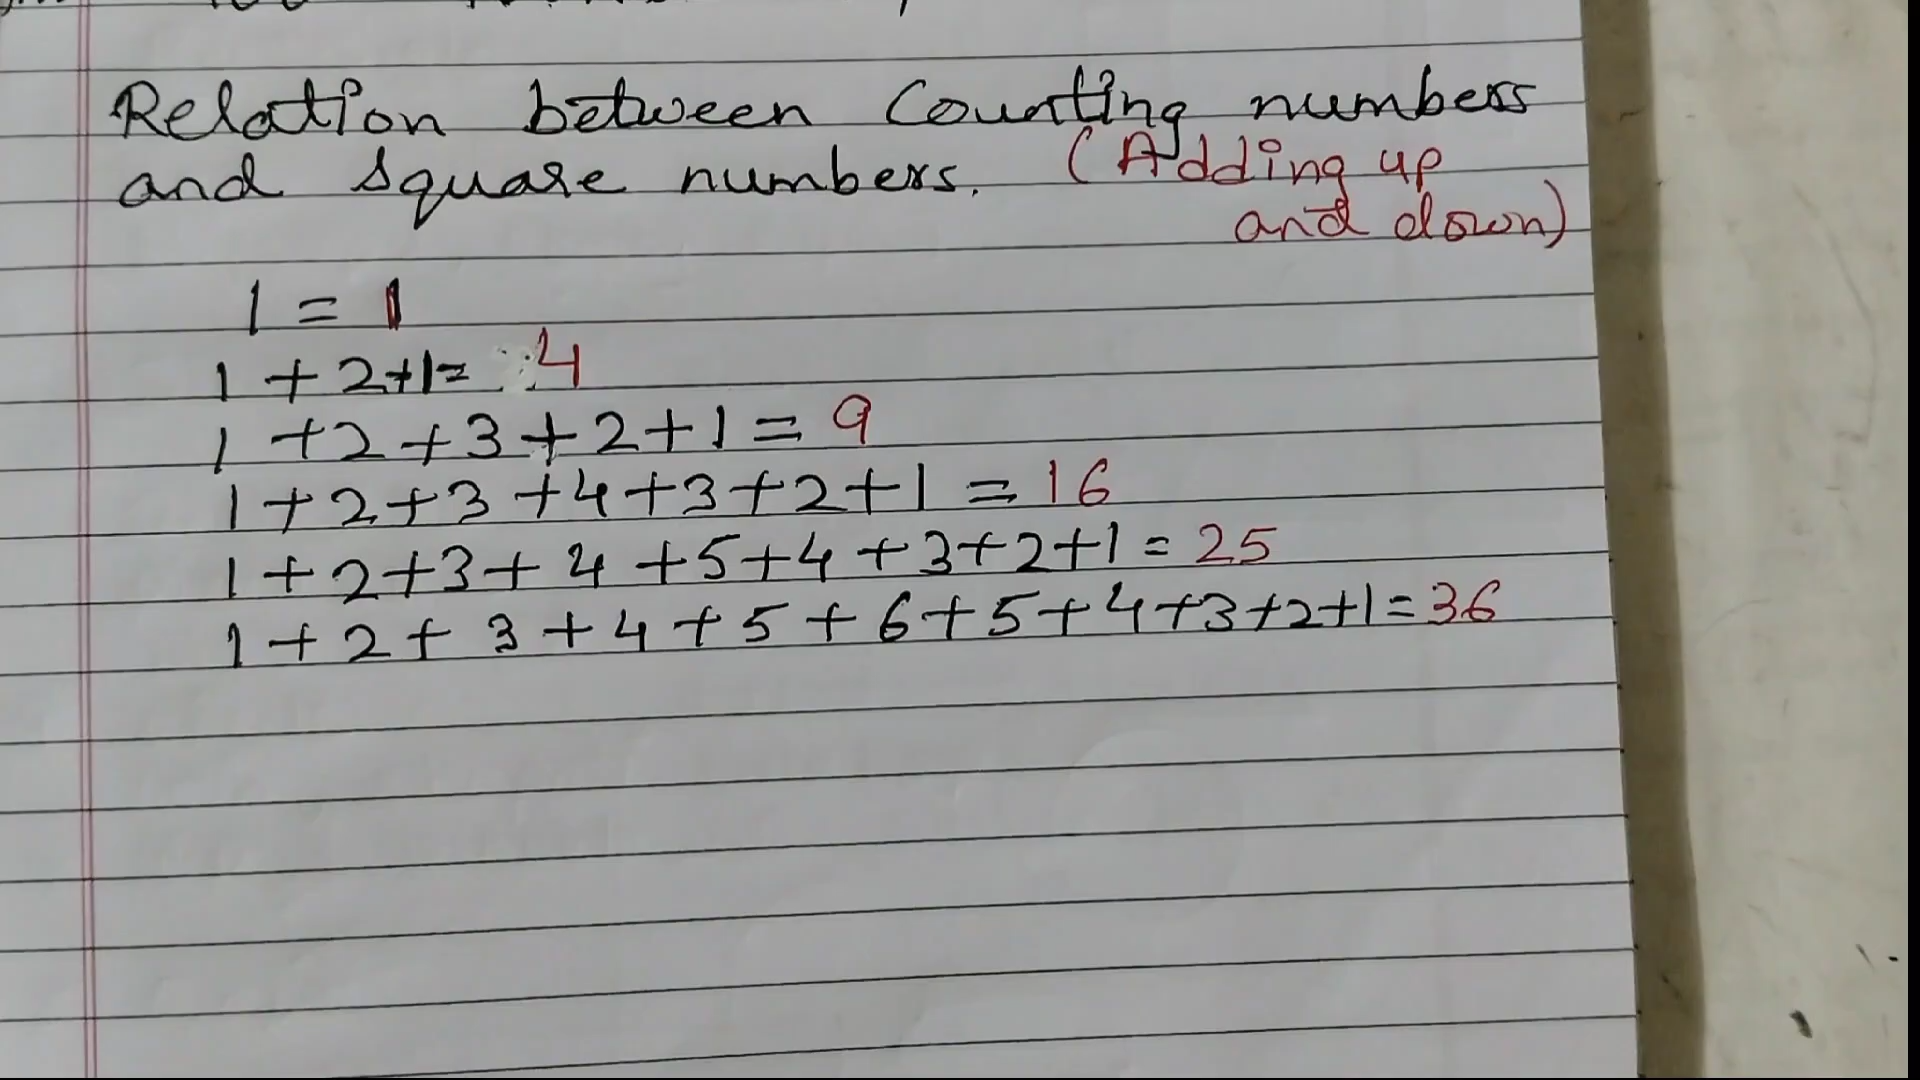 Relation between Counting numbers
and square numbers. (Adding up
and down)
1 = 1
1 + 2+1= 4
1 +2+3+2+1 = 9
1+2+3+4+3+2+1 = 16
1+2+3+4+5+4+3+2+1 = 25
1+2+3+4+5+6+5+4+3+2+1=36